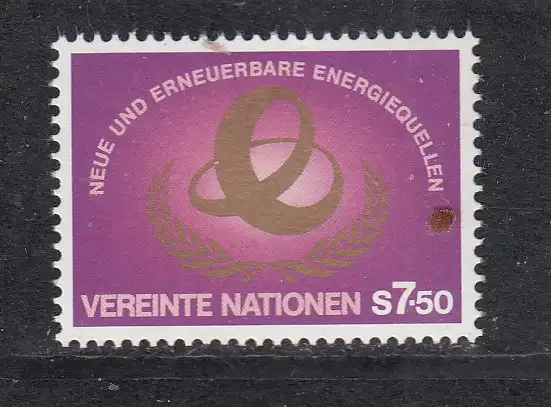 NEUE UND ERNEUERBARE ENERGIEQUELLEN
VEREINTE NATIONEN S7.50